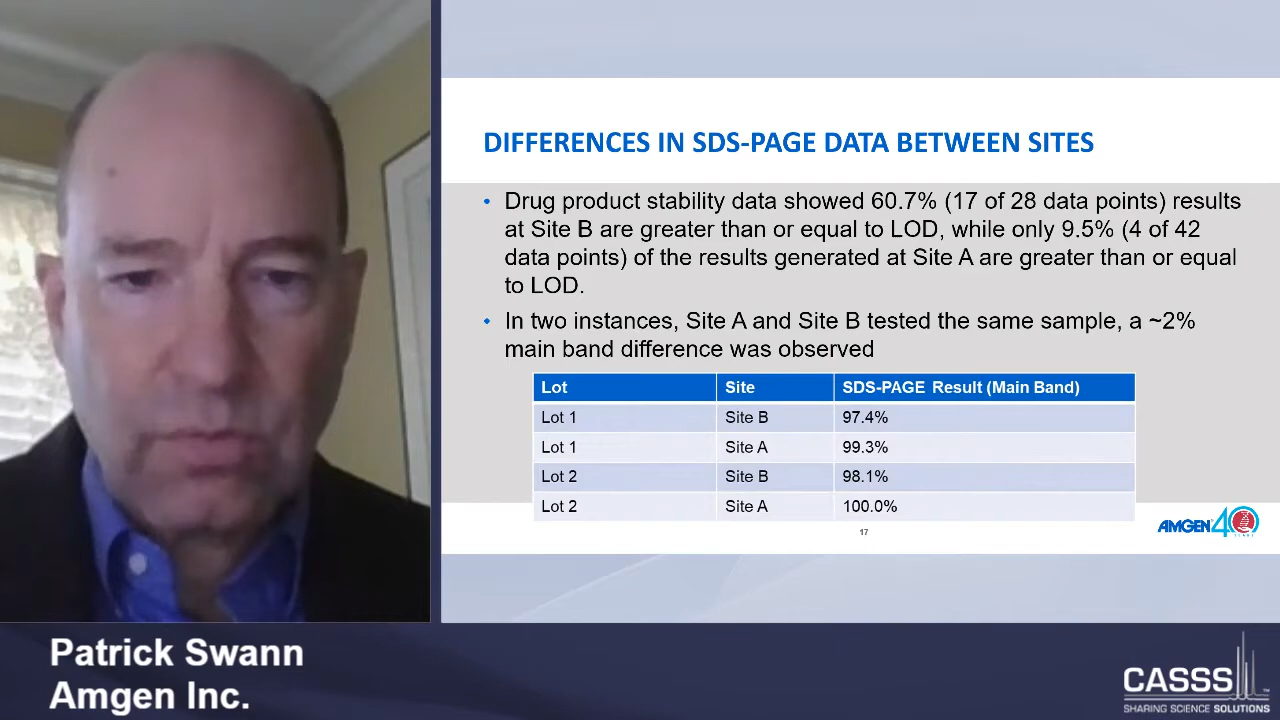 DIFFERENCES IN SDS-PAGE DATA BETWEEN SITES
• Drug product stability data showed 60.7% (17 of 28 data points) results
at Site B are greater than or equal to LOD, while only 9.5% (4 of 42
data points) of the results generated at Site A are greater than or equal
to LOD.
• In two instances, Site A and Site B tested the same sample, a ~2%
main band difference was observed
Lot Site SDS-PAGE Result (Main Band)
Lot 1 Site B 97.4%
Lot 1 Site A 99.3%
Lot 2 Site B 98.1%
Lot 2 Site A 100.0%
17
AMGEN 40
YEARS
Patrick Swann
Amgen Inc.
CASSS
SHARING SCIENCE SOLUTIONS